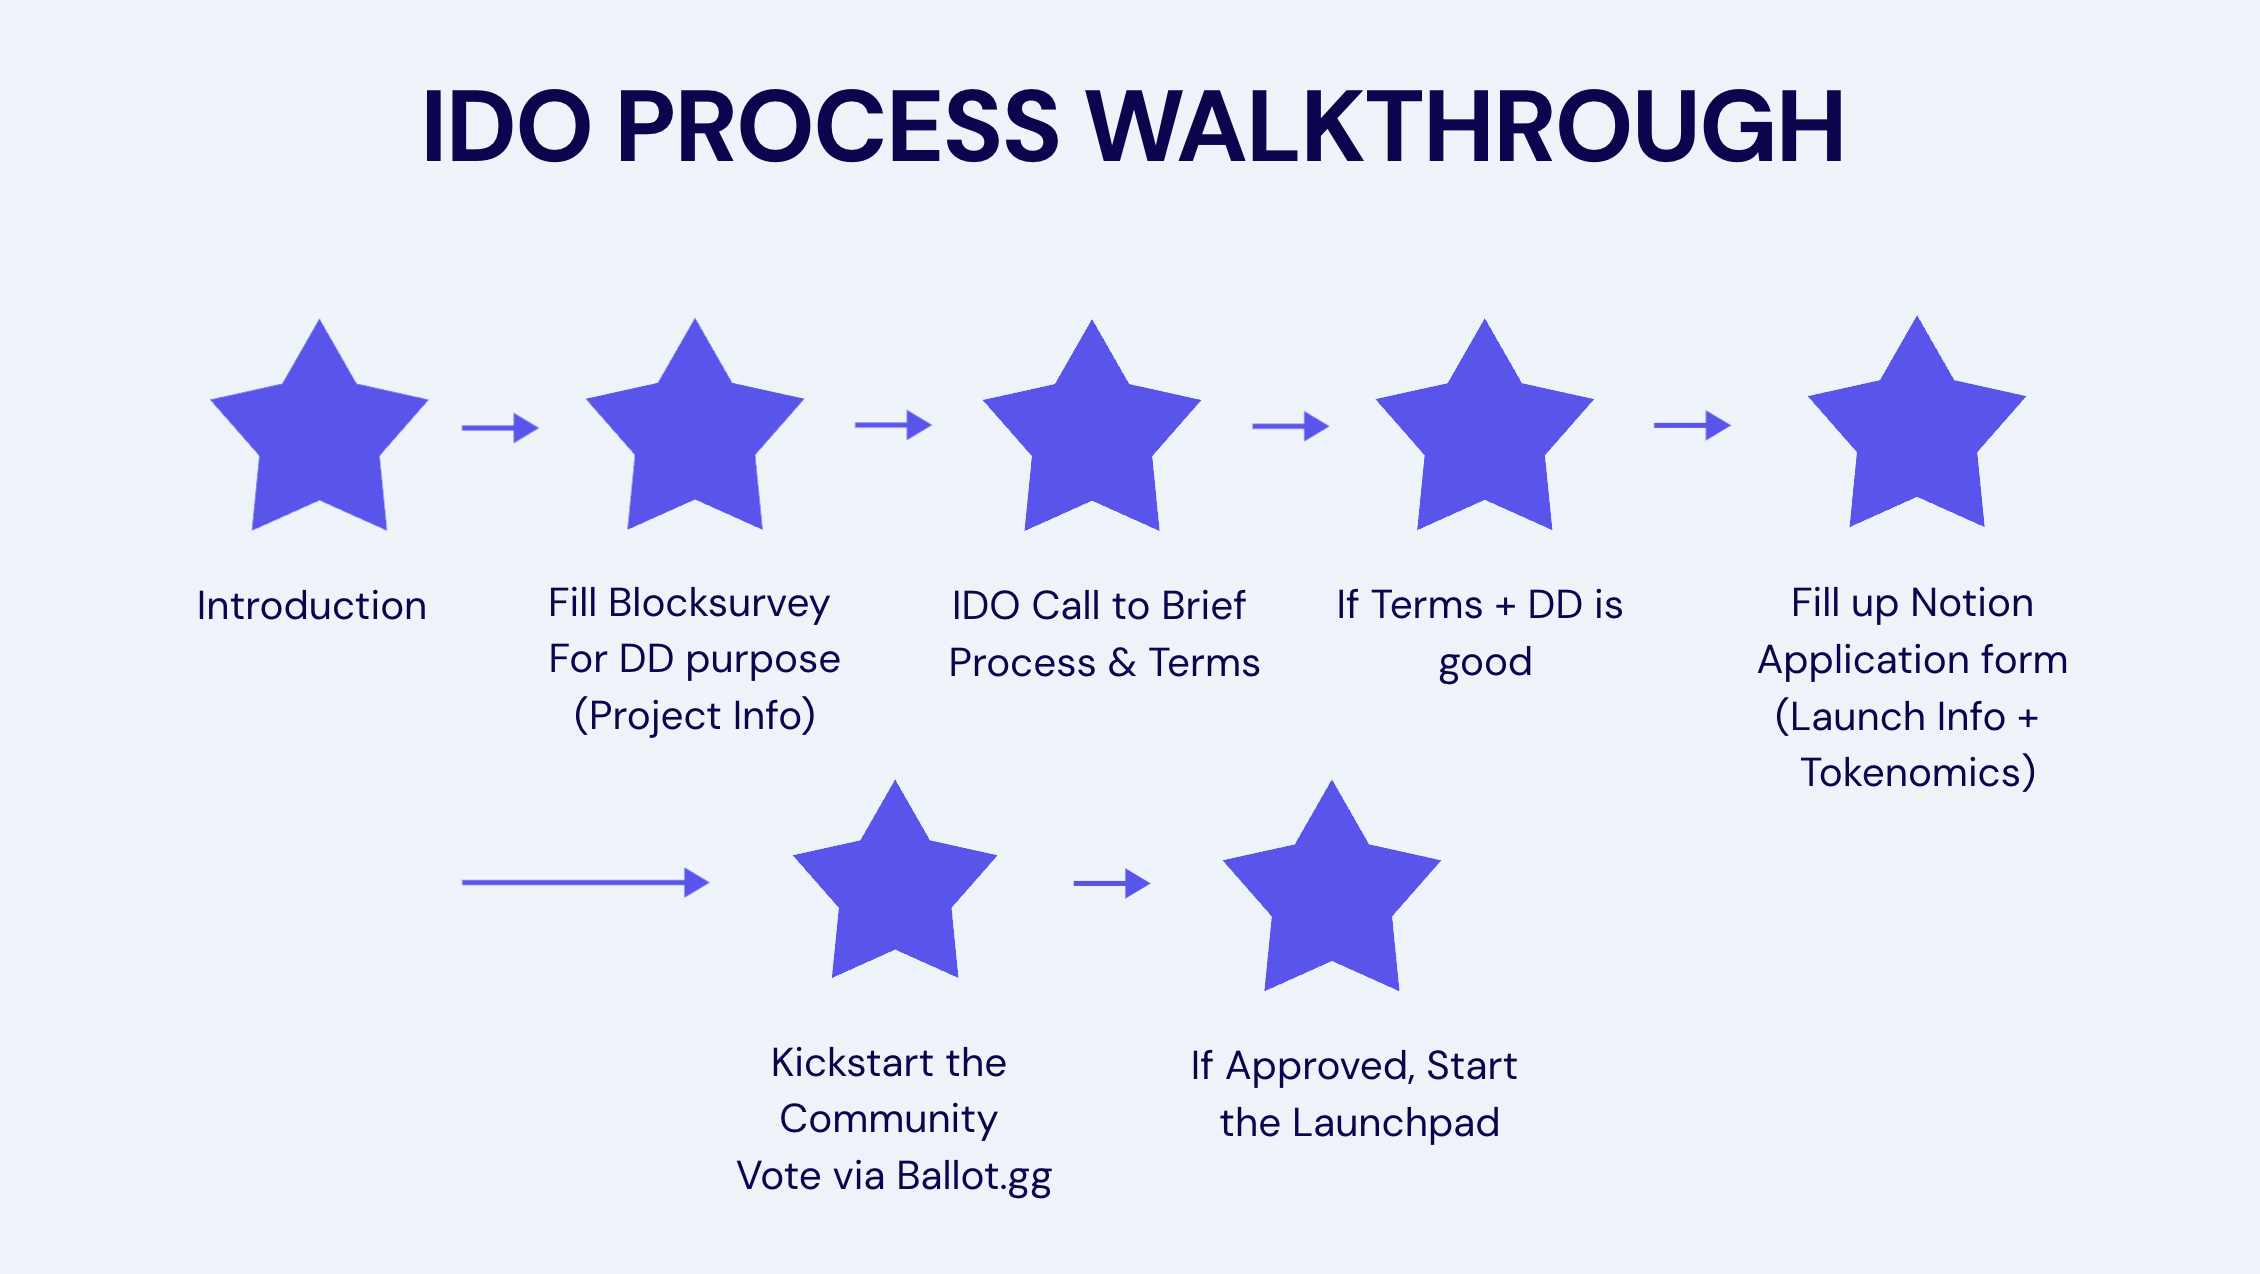 IDO PROCESS WALKTHROUGH
Introduction
Fill Blocksurvey
For DD purpose
(Project Info)
IDO Call to Brief
Process & Terms
If Terms + DD is
good
Fill up Notion
Application form
(Launch Info +
Tokenomics)
Kickstart the
Community
Vote via Ballot.gg
If Approved, Start
the Launchpad